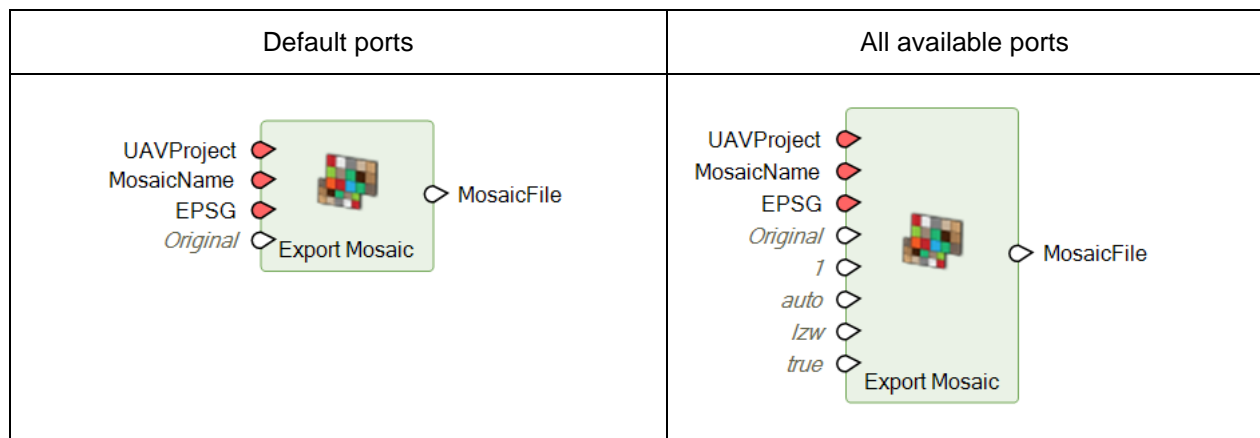 Default ports
All available ports
UAVProject
MosaicName
EPSG
Original
Export Mosaic
MosaicFile
UAVProject
MosaicName
EPSG
Original
1
auto
lzw
true
Export Mosaic
MosaicFile